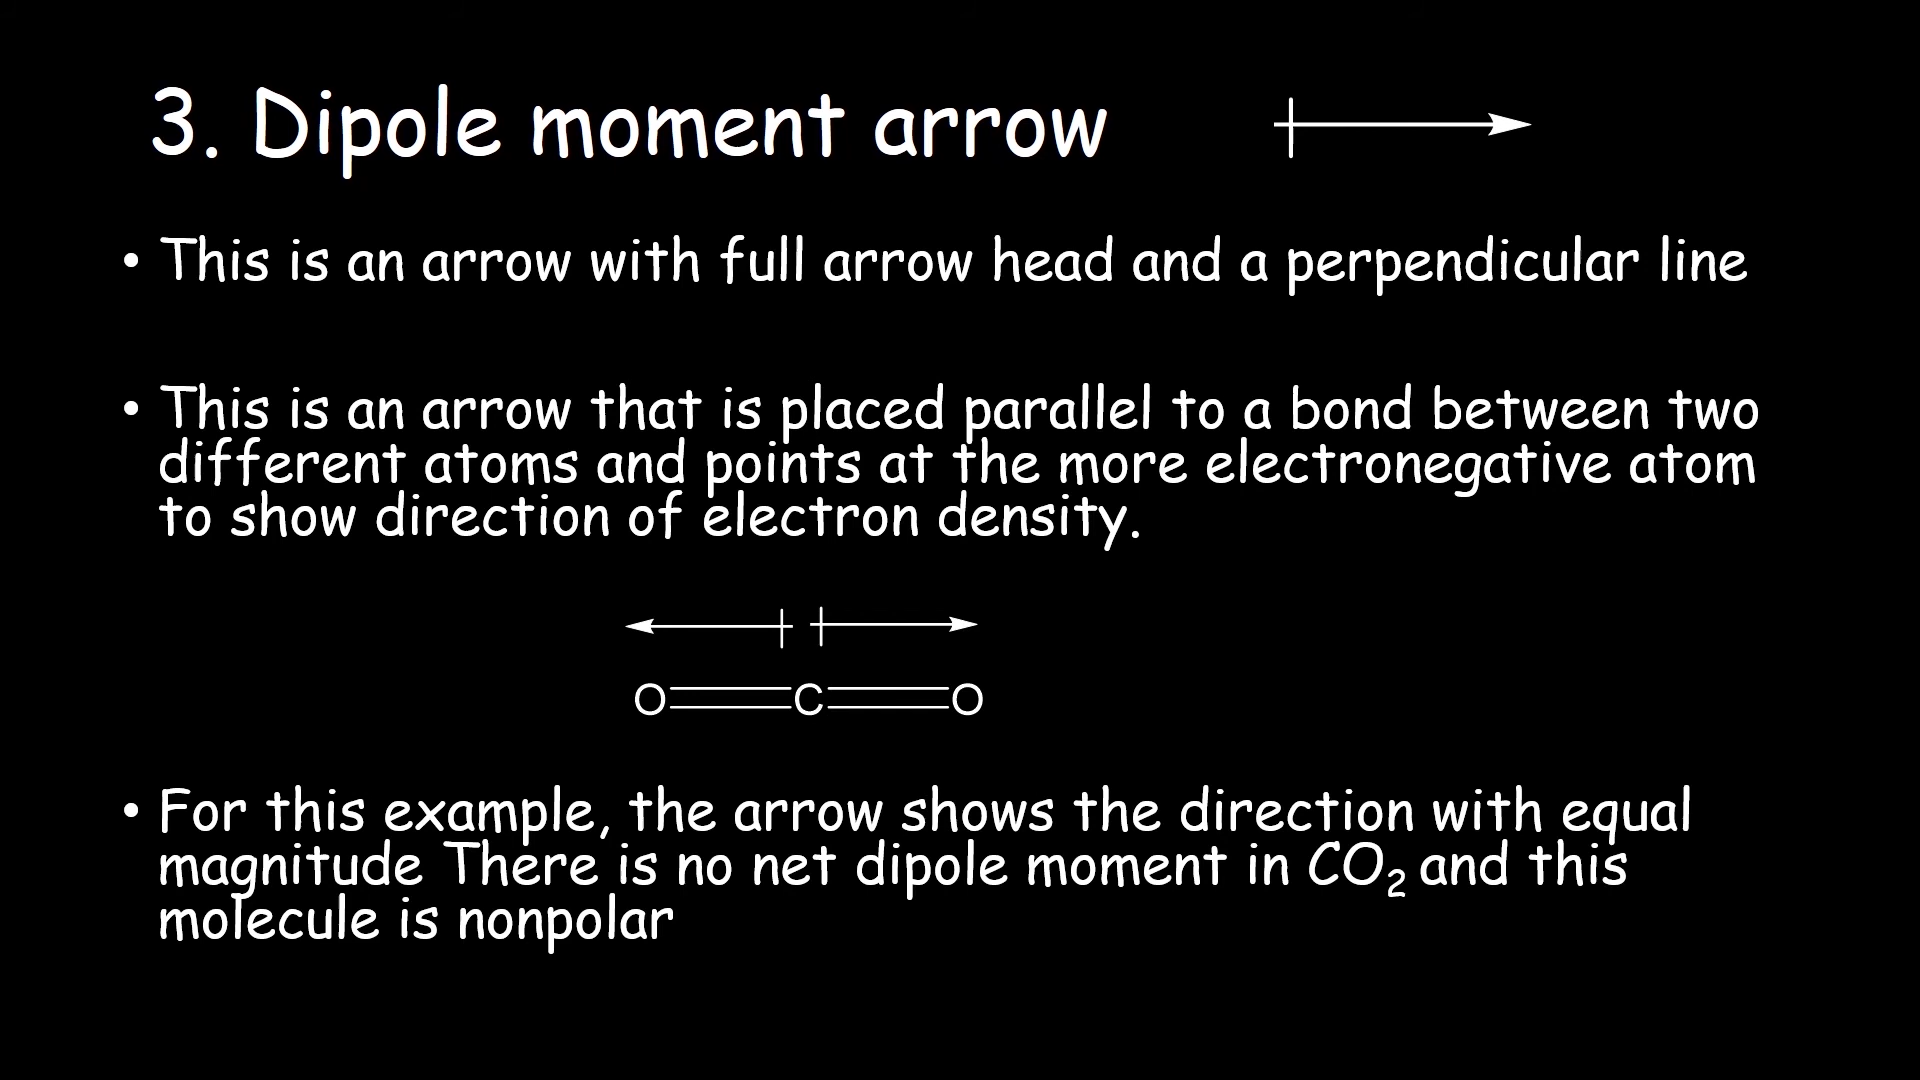 3. Dipole moment arrow
• This is an arrow with full arrow head and a perpendicular line
• This is an arrow that is placed parallel to a bond between two
different atoms and points at the more electronegative atom
to show direction of electron density.
O=C=O
• For this example, the arrow shows the direction with equal
magnitude There is no net dipole moment in CO₂ and this
molecule is nonpolar